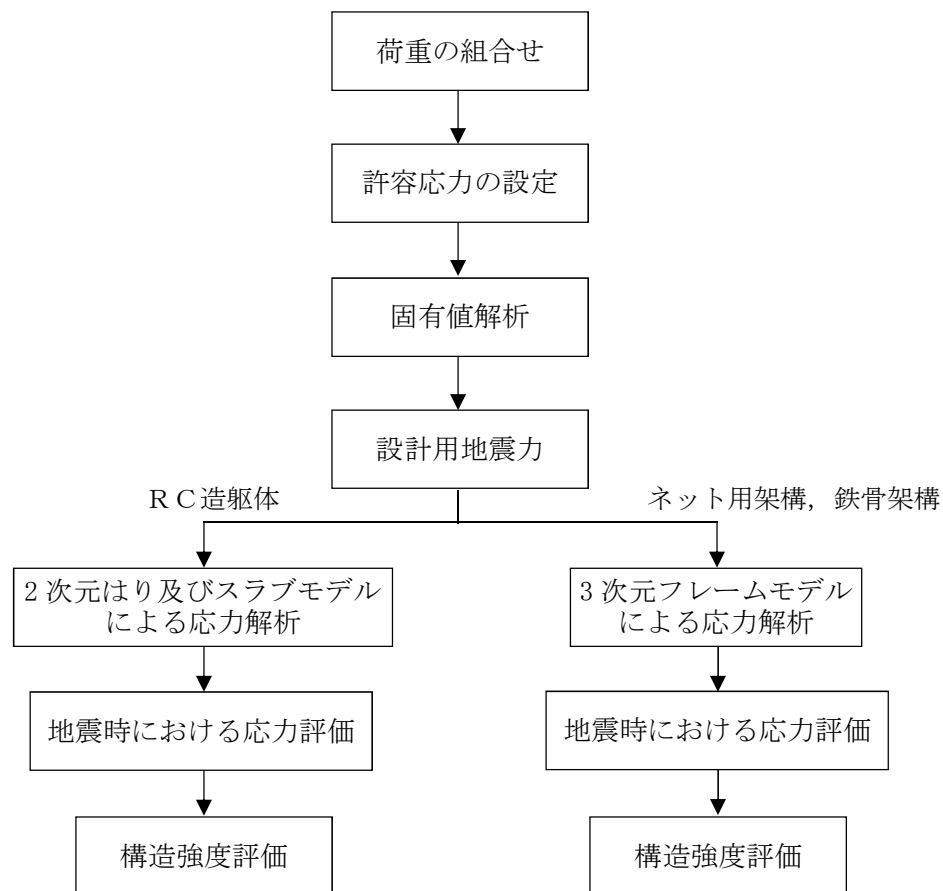 荷重の組合せ
許容応力の設定
固有値解析
設計用地震力
ＲＣ造躯体
ネット用架構，鉄骨架構
２次元はり及びスラブモデル
による応力解析
３次元フレームモデル
による応力解析
地震時における応力評価
地震時における応力評価
構造強度評価
構造強度評価